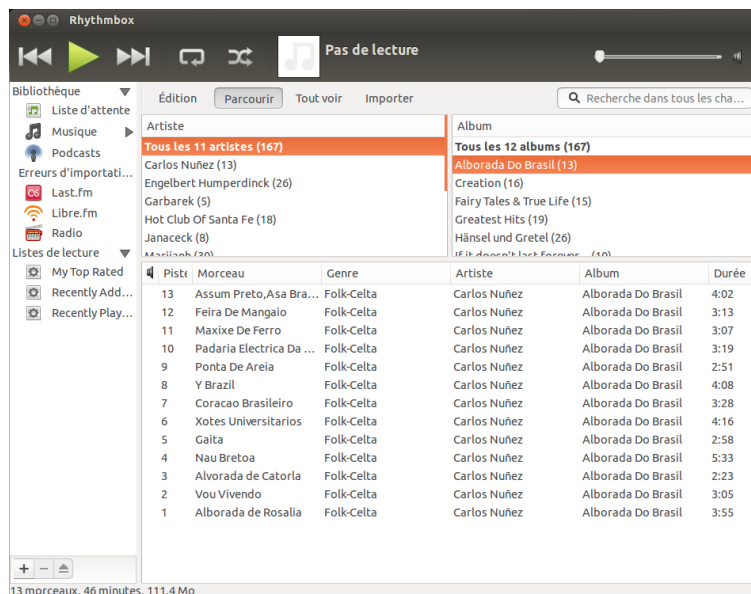 Rhythmbox
Pas de lecture
Bibliothèque
Liste d'attente
Musique
Podcasts
Erreurs d'importati...
Last.fm
Libre.fm
Radio
Listes de lecture
My Top Rated
Recently Add...
Recently Play...
Édition Parcourir Tout voir Importer Recherche dans tous les cha...
Artiste
Tous les 11 artistes (167)
Carlos Nuñez (13)
Engelbert Humperdinck (26)
Garbarek (5)
Hot Club Of Santa Fe (18)
Janaceck (8)
Album
Tous les 12 albums (167)
Alborada Do Brasil (13)
Creation (16)
Fairy Tales & True Life (15)
Greatest Hits (19)
Hänsel und Gretel (26)
If it doesn't last forever... (10)
Piste Morceau Genre Artiste Album Durée
13 Assum Preto,Asa Bra... Folk-Celta Carlos Nuñez Alborada Do Brasil 4:02
12 Feira De Mangaio Folk-Celta Carlos Nuñez Alborada Do Brasil 3:13
11 Maxixe De Ferro Folk-Celta Carlos Nuñez Alborada Do Brasil 3:07
10 Padaria Electrica Da ... Folk-Celta Carlos Nuñez Alborada Do Brasil 3:19
9 Ponta De Areia Folk-Celta Carlos Nuñez Alborada Do Brasil 2:51
8 Y Brazil Folk-Celta Carlos Nuñez Alborada Do Brasil 4:08
7 Coracao Brasileiro Folk-Celta Carlos Nuñez Alborada Do Brasil 3:28
6 Xotes Universitarios Folk-Celta Carlos Nuñez Alborada Do Brasil 4:16
5 Gaita Folk-Celta Carlos Nuñez Alborada Do Brasil 2:58
4 Nau Bretoa Folk-Celta Carlos Nuñez Alborada Do Brasil 5:33
3 Alvorada de Catorla Folk-Celta Carlos Nuñez Alborada Do Brasil 2:23
2 Vou Vivendo Folk-Celta Carlos Nuñez Alborada Do Brasil 3:05
1 Alborada de Rosalia Folk-Celta Carlos Nuñez Alborada Do Brasil 3:55
13 morceaux, 46 minutes, 111,4 Mo